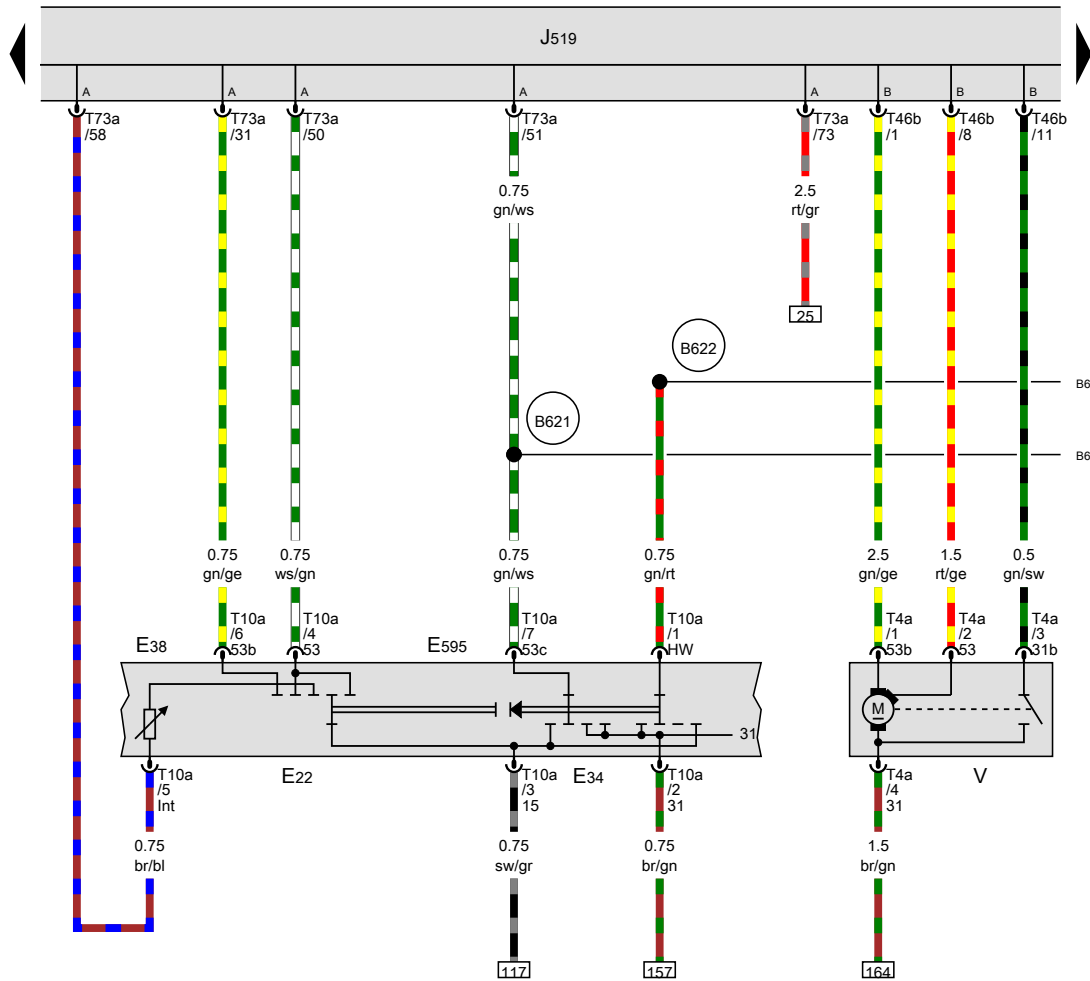 J519
A A A A A B B B
T73a T73a T73a T73a T73a T46b T46b T46b
/58 /31 /50 /51 /73 /1 /8 /11
0.75 2.5
gn/ws rt/gr
25
B622
B6
B621
B6
0.75 0.75 0.75 0.75 2.5 1.5 0.5
gn/ge ws/gn gn/ws gn/rt gn/ge rt/ge gn/sw
T10a T10a T10a T10a T4a T4a T4a
/6 /4 /7 /1 /1 /2 /3
E38 53b 53 E595 53c HW 53b 53 31b
M
31
E22 E34 V
T10a T10a T10a T4a
/5 /3 /2 /4
Int 15 31 31
0.75 0.75 0.75 1.5
br/bl sw/gr br/gn br/gn
117 157 164